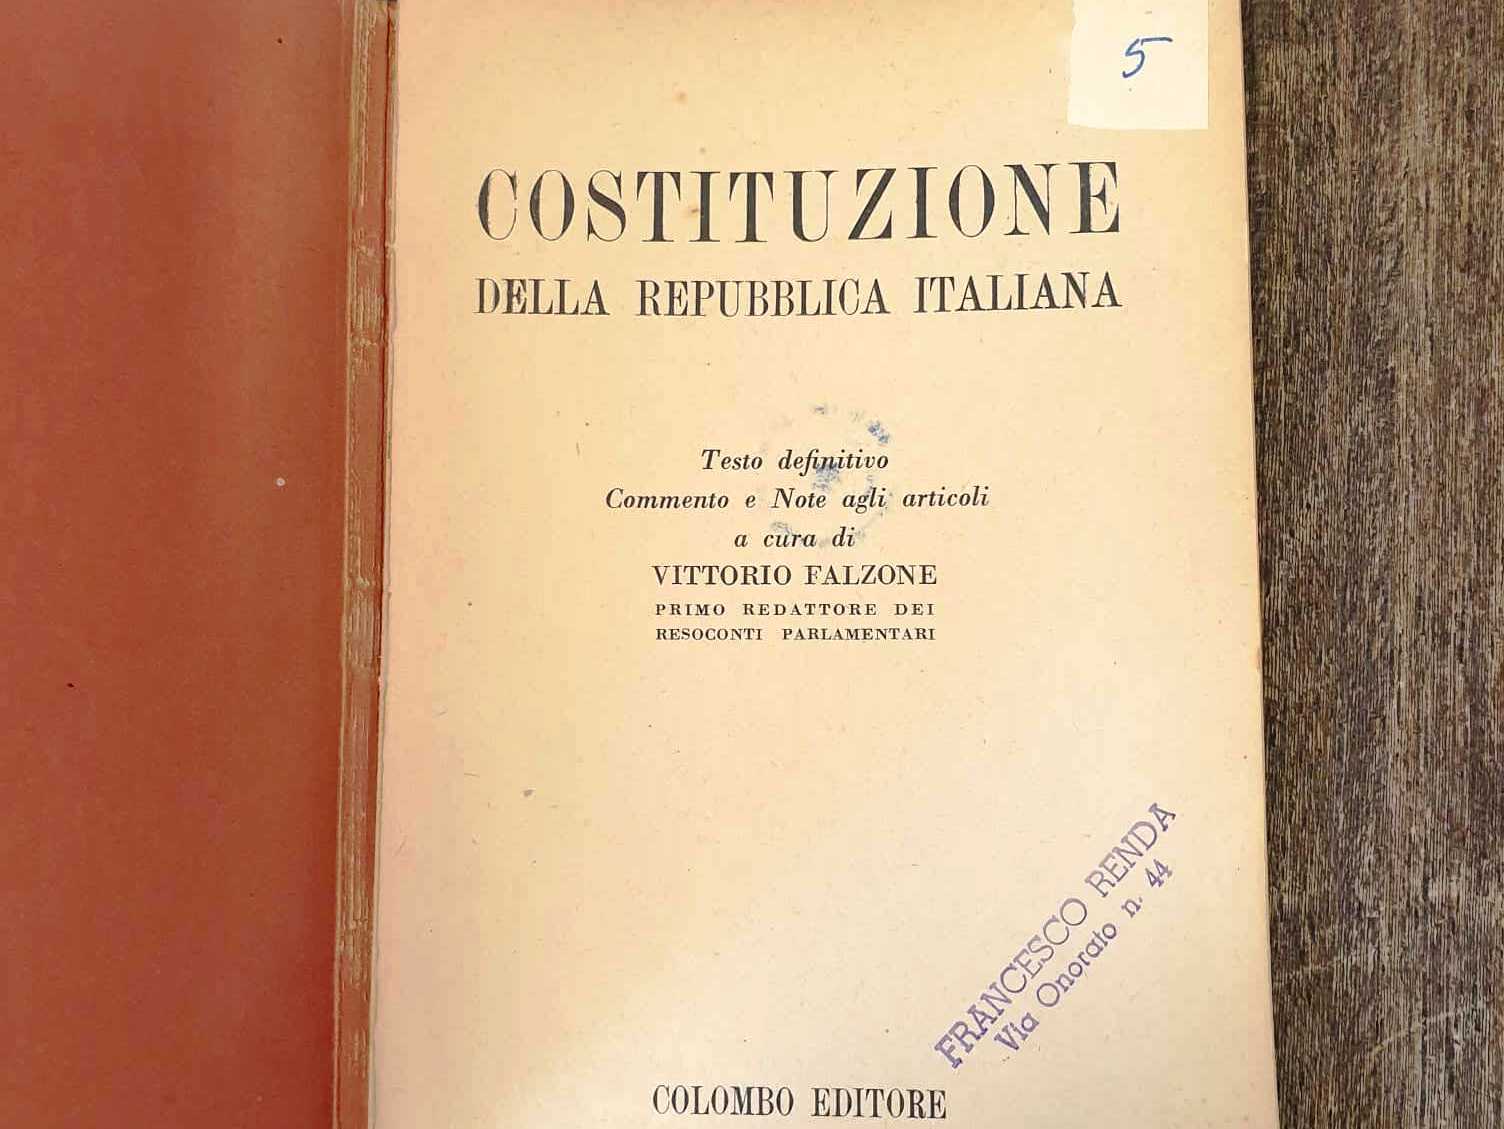 5
COSTITUZIONE
DELLA REPUBBLICA ITALIANA
Testo definitivo
Commento e Note agli articoli
a cura di
VITTORIO FALZONE
PRIMO REDATTORE DEI
RESOCONTI PARLAMENTARI
FRANCESCO RENDA
Via Onorato n. 44
COLOMBO EDITORE